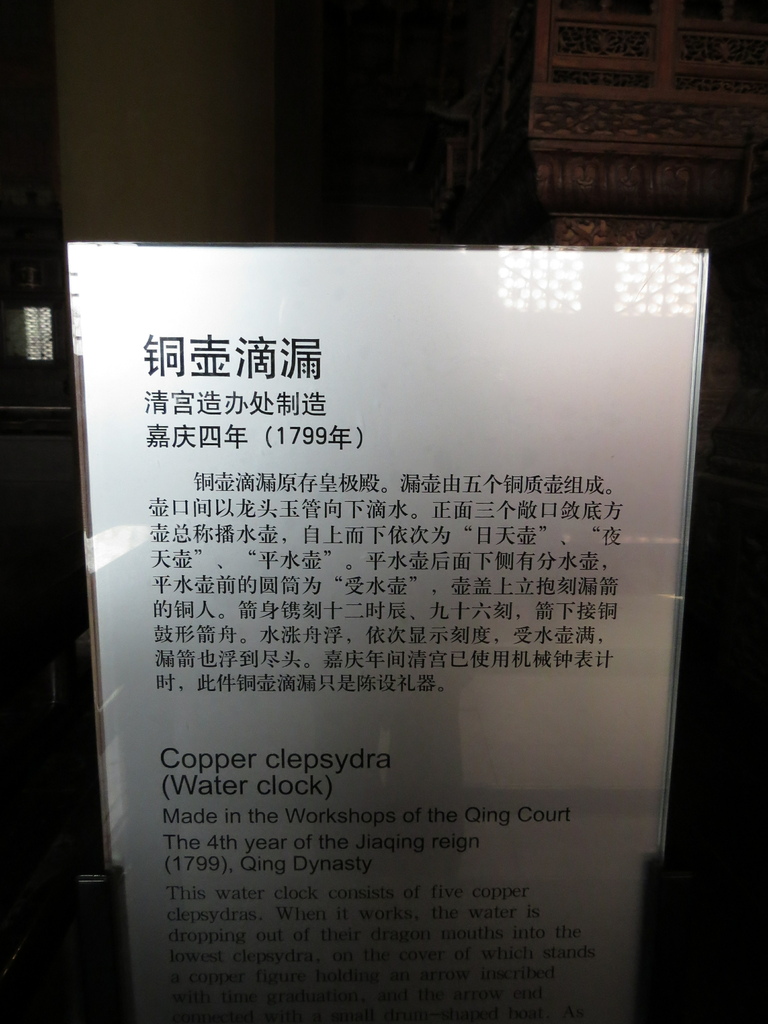 铜壶滴漏
清宫造办处制造
嘉庆四年（1799年）
铜壶滴漏原存皇极殿。漏壶由五个铜质壶组成。
壶口间以龙头玉管向下滴水。正面三个敞口敛底方
壶总称播水壶，自上而下依次为“日天壶”、“夜
天壶”、“平水壶”。平水壶后面下侧有分水壶，
平水壶前的圆筒为“受水壶”，壶盖上立抱刻漏箭
的铜人。箭身镌刻十二时辰、九十六刻，箭下接铜
鼓形箭舟。水涨舟浮，依次显示刻度，受水壶满，
漏箭也浮到尽头。嘉庆年间清宫已使用机械钟表计
时，此件铜壶滴漏只是陈设礼器。
Copper clepsydra
(Water clock)
Made in the Workshops of the Qing Court
The 4th year of the Jiaqing reign
(1799), Qing Dynasty
This water clock consists of five copper
clepsydras. When it works, the water is
dropping out of their dragon mouths into the
lowest clepsydra, on the cover of which stands
a copper figure holding an arrow inscribed
with time graduation, and the arrow end
connected with a small drum-shaped boat. As